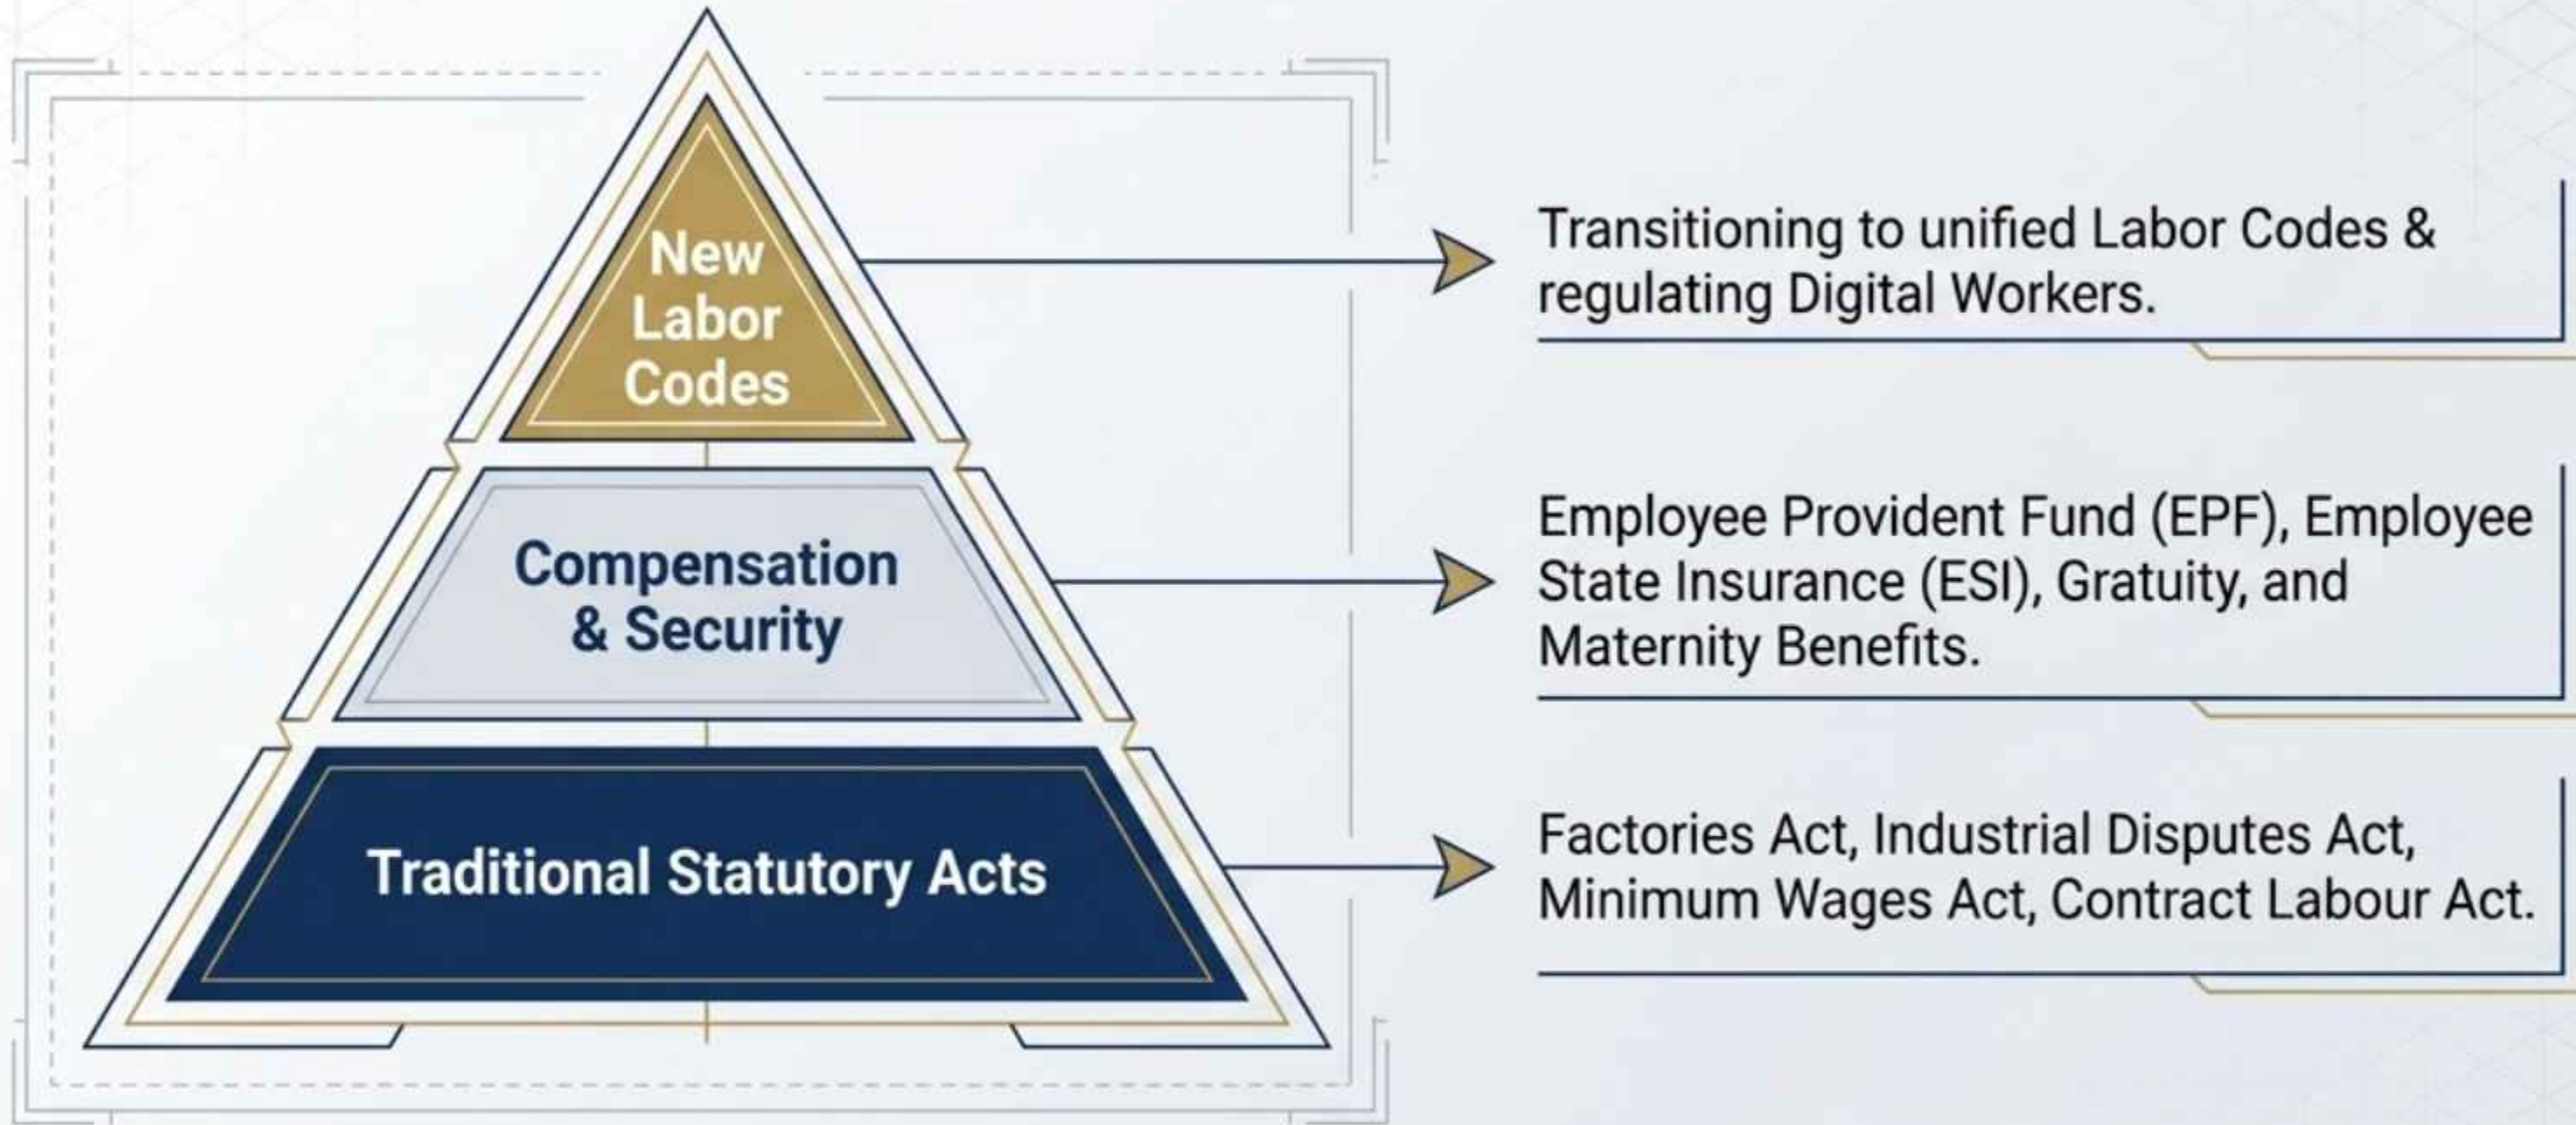 New
Labor
Codes
Transitioning to unified Labor Codes &
regulating Digital Workers.
Compensation
& Security
Employee Provident Fund (EPF), Employee
State Insurance (ESI), Gratuity, and
Maternity Benefits.
Traditional Statutory Acts
Factories Act, Industrial Disputes Act,
Minimum Wages Act, Contract Labour Act.